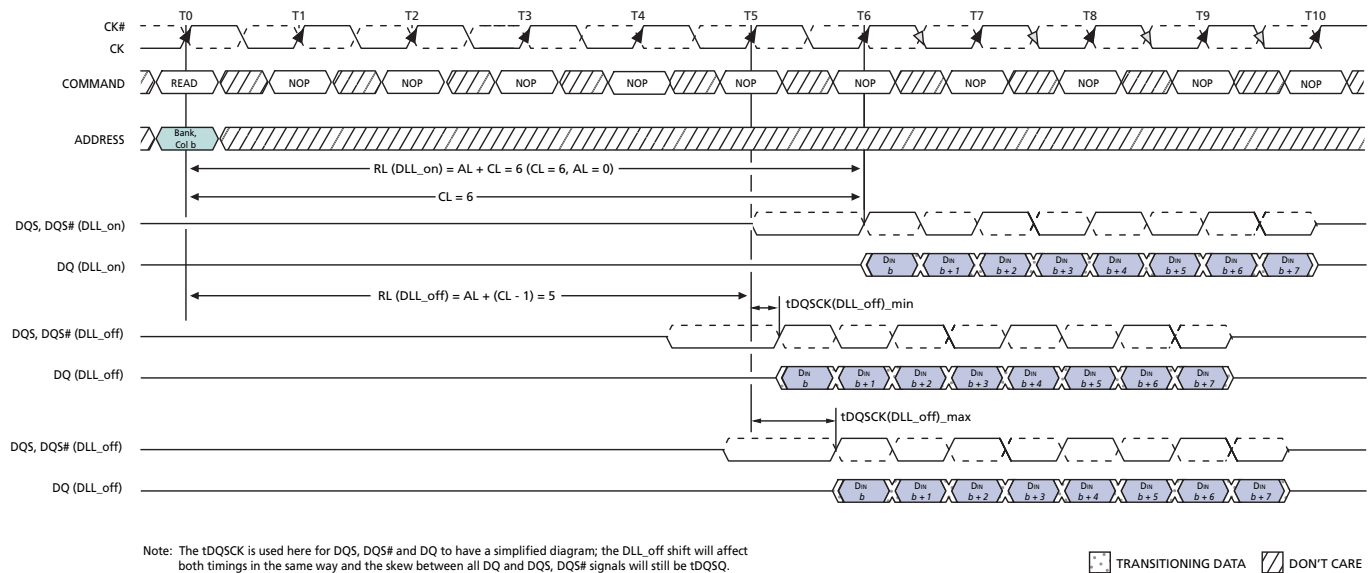 T0 T1 T2 T3 T4 T5 T6 T7 T8 T9 T10
CK#
CK
COMMAND READ NOP NOP NOP NOP NOP NOP NOP NOP NOP NOP
ADDRESS Bank, Col b
RL (DLL_on) = AL + CL = 6 (CL = 6, AL = 0)
CL = 6
DQS, DQS# (DLL_on)
DQ (DLL_on) DIN b DIN b + 1 DIN b + 2 DIN b + 3 DIN b + 4 DIN b + 5 DIN b + 6 DIN b + 7
RL (DLL_off) = AL + (CL - 1) = 5
tDQSCK(DLL_off)_min
DQS, DQS# (DLL_off)
DQ (DLL_off) DIN b DIN b + 1 DIN b + 2 DIN b + 3 DIN b + 4 DIN b + 5 DIN b + 6 DIN b + 7
tDQSCK(DLL_off)_max
DQS, DQS# (DLL_off)
DQ (DLL_off) DIN b DIN b + 1 DIN b + 2 DIN b + 3 DIN b + 4 DIN b + 5 DIN b + 6 DIN b + 7
Note: The tDQSCK is used here for DQS, DQS# and DQ to have a simplified diagram; the DLL_off shift will affect
both timings in the same way and the skew between all DQ and DQS, DQS# signals will still be tDQSQ.
TRANSITIONING DATA DON'T CARE